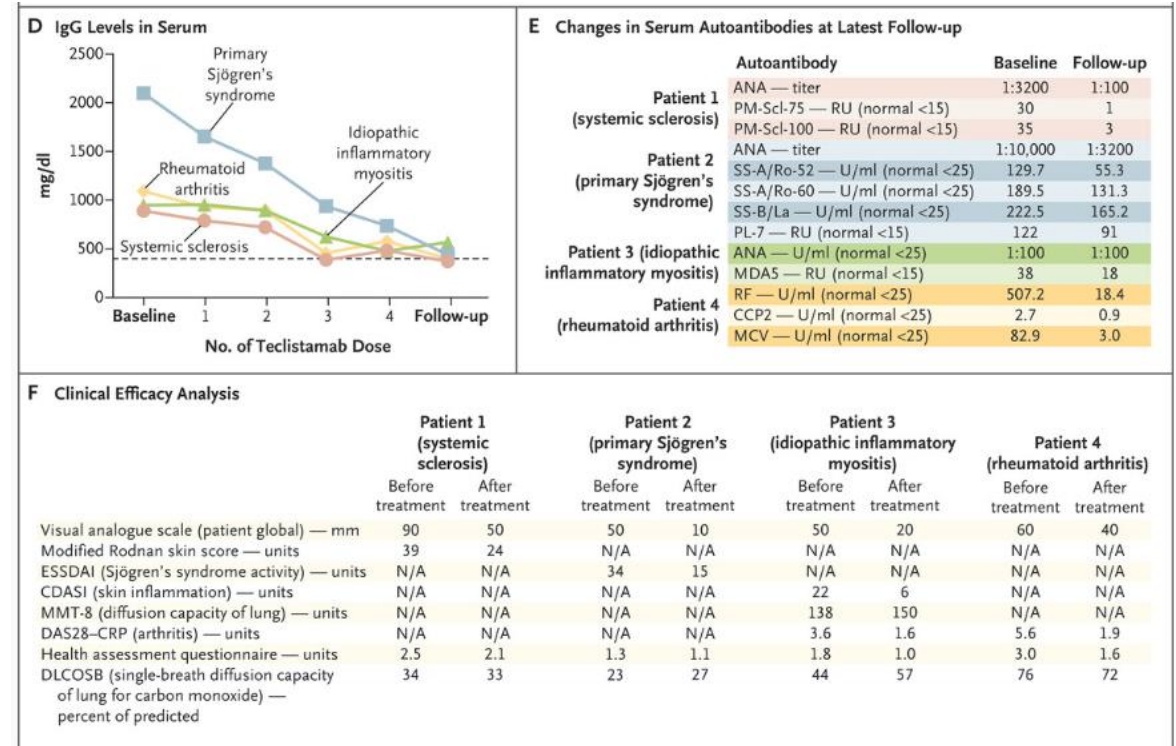 D IgG Levels in Serum
2500
2000
1500
1000
500
0
mg/dl
Primary
Sjögren's
syndrome
Idiopathic
inflammatory
myositis
Rheumatoid
arthritis
Systemic sclerosis
Baseline 1 2 3 4 Follow-up
No. of Teclistamab Dose
E Changes in Serum Autoantibodies at Latest Follow-up
Autoantibody Baseline Follow-up
Patient 1
(systemic sclerosis)
ANA — titer 1:3200 1:100
PM-Scl-75 — RU (normal <15) 30 1
PM-Scl-100 — RU (normal <15) 35 3
Patient 2
(primary Sjögren's
syndrome)
ANA — titer 1:10,000 1:3200
SS-A/Ro-52 — U/ml (normal <25) 129.7 55.3
SS-A/Ro-60 — U/ml (normal <25) 189.5 131.3
SS-B/La — U/ml (normal <25) 222.5 165.2
PL-7 — RU (normal <15) 122 91
Patient 3 (idiopathic
inflammatory myositis)
ANA — U/ml (normal <25) 1:100 1:100
MDA5 — RU (normal <15) 38 18
Patient 4
(rheumatoid arthritis)
RF — U/ml (normal <25) 507.2 18.4
CCP2 — U/ml (normal <25) 2.7 0.9
MCV — U/ml (normal <25) 82.9 3.0
F Clinical Efficacy Analysis
Patient 1
(systemic
sclerosis)
Patient 2
(primary Sjögren's
syndrome)
Patient 3
(idiopathic inflammatory
myositis)
Patient 4
(rheumatoid arthritis)
Before After Before After Before After Before After
treatment treatment treatment treatment treatment treatment treatment treatment
Visual analogue scale (patient global) — mm 90 50 50 10 50 20 60 40
Modified Rodnan skin score — units 39 24 N/A N/A N/A N/A N/A N/A
ESSDAI (Sjögren's syndrome activity) — units N/A N/A 34 15 N/A N/A N/A N/A
CDASI (skin inflammation) — units N/A N/A N/A N/A 22 6 N/A N/A
MMT-8 (diffusion capacity of lung) — units N/A N/A N/A N/A 138 150 N/A N/A
DAS28–CRP (arthritis) — units N/A N/A N/A N/A 3.6 1.6 5.6 1.9
Health assessment questionnaire — units 2.5 2.1 1.3 1.1 1.8 1.0 3.0 1.6
DLCOSB (single-breath diffusion capacity 34 33 23 27 44 57 76 72
of lung for carbon monoxide) —
percent of predicted